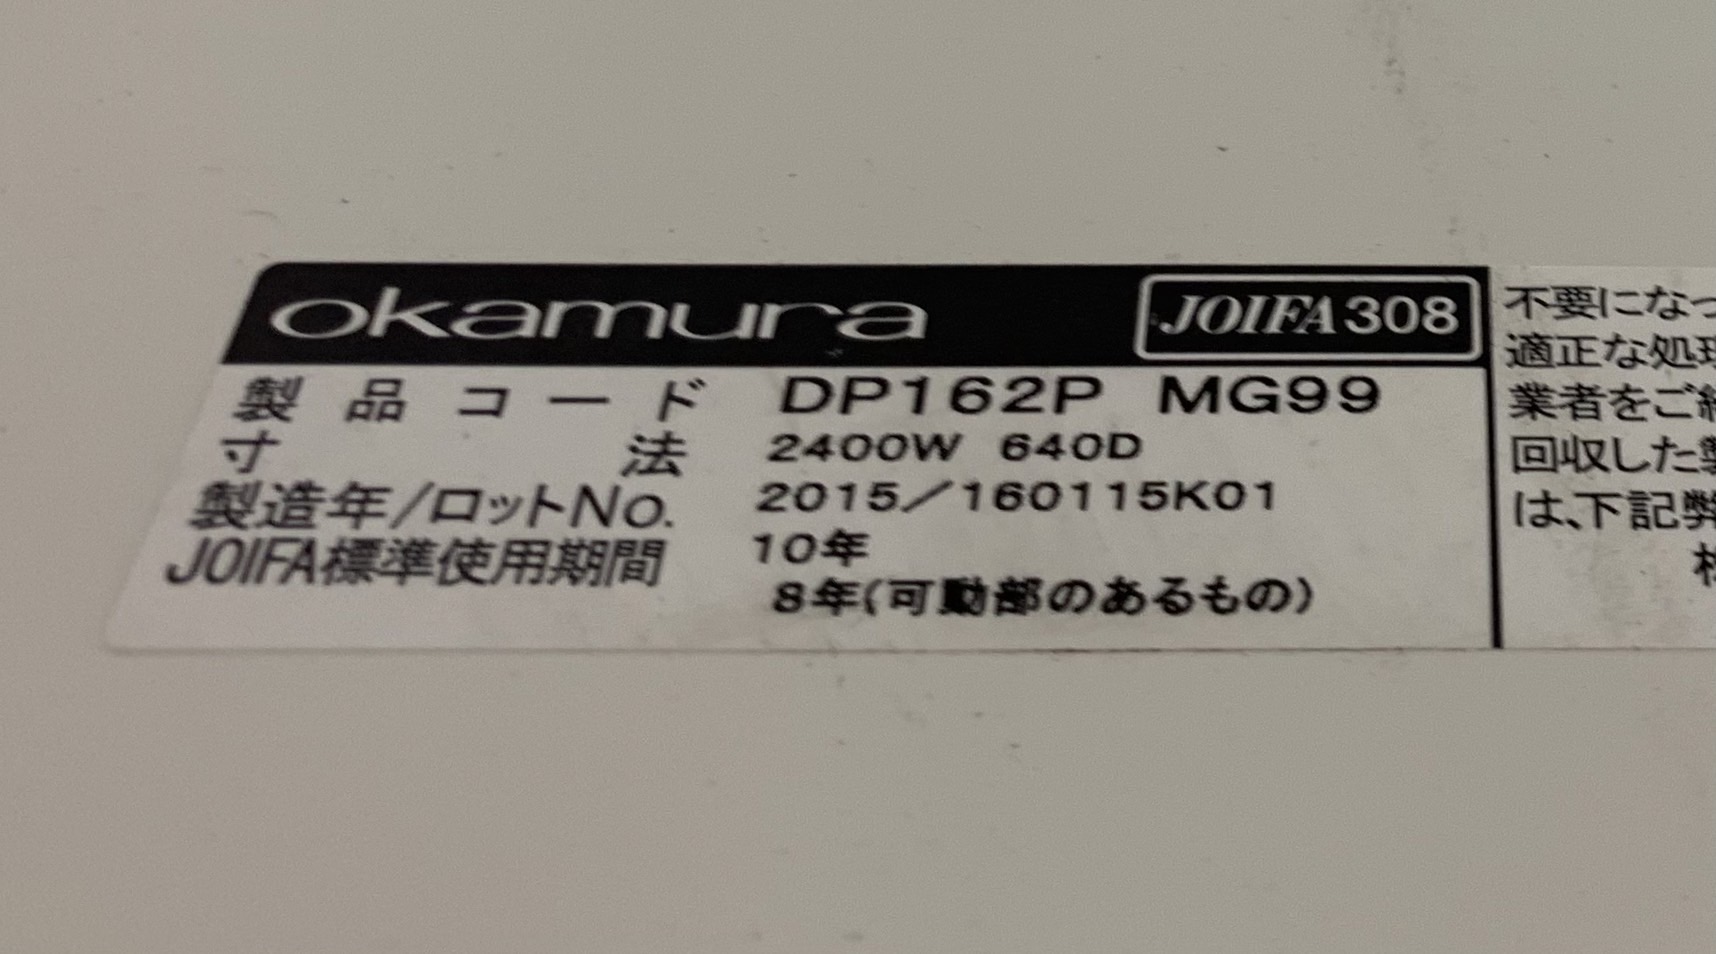 okamura JOIFA308
製品コード DP162P MG99
寸法 2400W 640D
製造年/ロットNo. 2015/160115K01
JOIFA標準使用期間 10年
8年(可動部のあるもの)
不要になっ
適正な処理
業者をご
回収した
は、下記弊